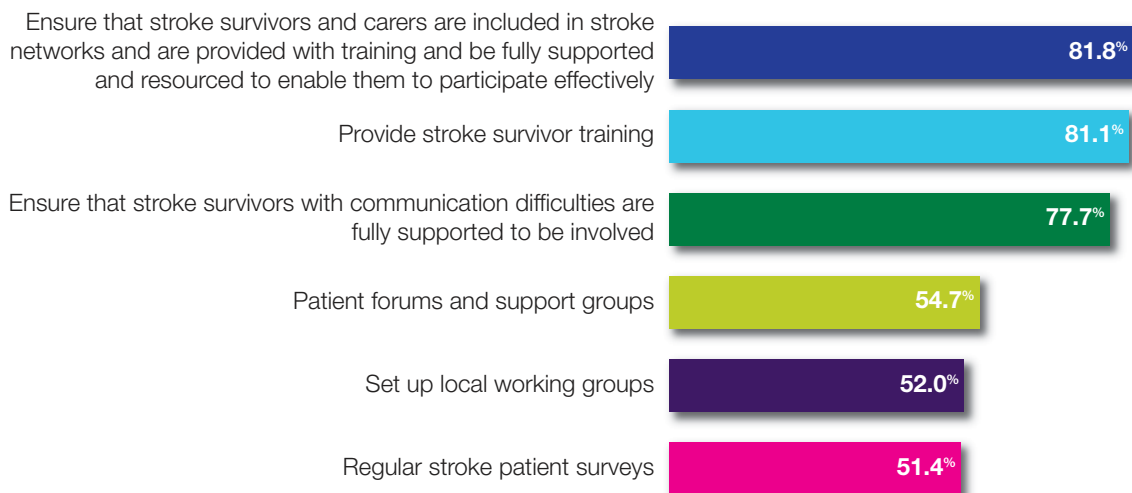 Ensure that stroke survivors and carers are included in stroke
networks and are provided with training and be fully supported
and resourced to enable them to participate effectively
81.8%
Provide stroke survivor training
81.1%
Ensure that stroke survivors with communication difficulties are
fully supported to be involved
77.7%
Patient forums and support groups
54.7%
Set up local working groups
52.0%
Regular stroke patient surveys
51.4%